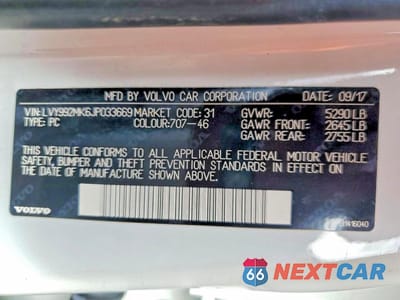 MFD BY VOLVO CAR CORPORATION DATE: 09/17
VIN:LVY992MK6JP033669 MARKET CODE: 31 GVWR: 5290 LB
TYPE: PC COLOUR:707-46 GAWR FRONT: 2645 LB
GAWR REAR: 2755 LB
THIS VEHICLE CONFORMS TO ALL APPLICABLE FEDERAL MOTOR VEHICLE
SAFETY, BUMPER AND THEFT PREVENTION STANDARDS IN EFFECT ON
THE DATE OF MANUFACTURE SHOWN ABOVE.
VOLVO
66 NEXTCAR